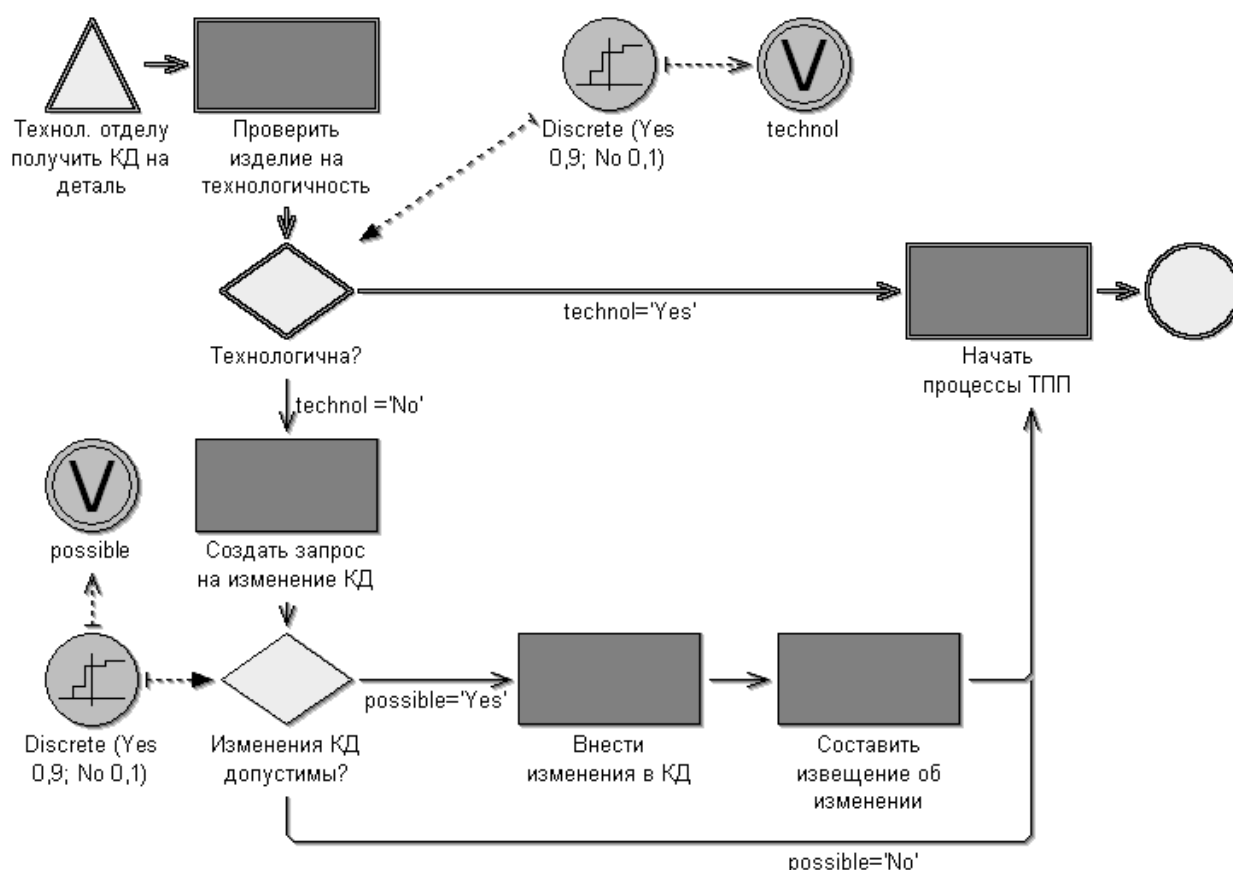 V
Технол. отделу
получить КД на
деталь
Проверить
изделие на
технологичность
Discrete (Yes
0,9; No 0,1)
technol
technol='Yes'
Технологична?
Начать
процессы ТПП
technol ='No'
V
possible
Создать запрос
на изменение КД
possible='Yes'
Discrete (Yes
0,9; No 0,1)
Изменения КД
допустимы?
Внести
изменения в КД
Составить
извещение об
изменении
possible='No'